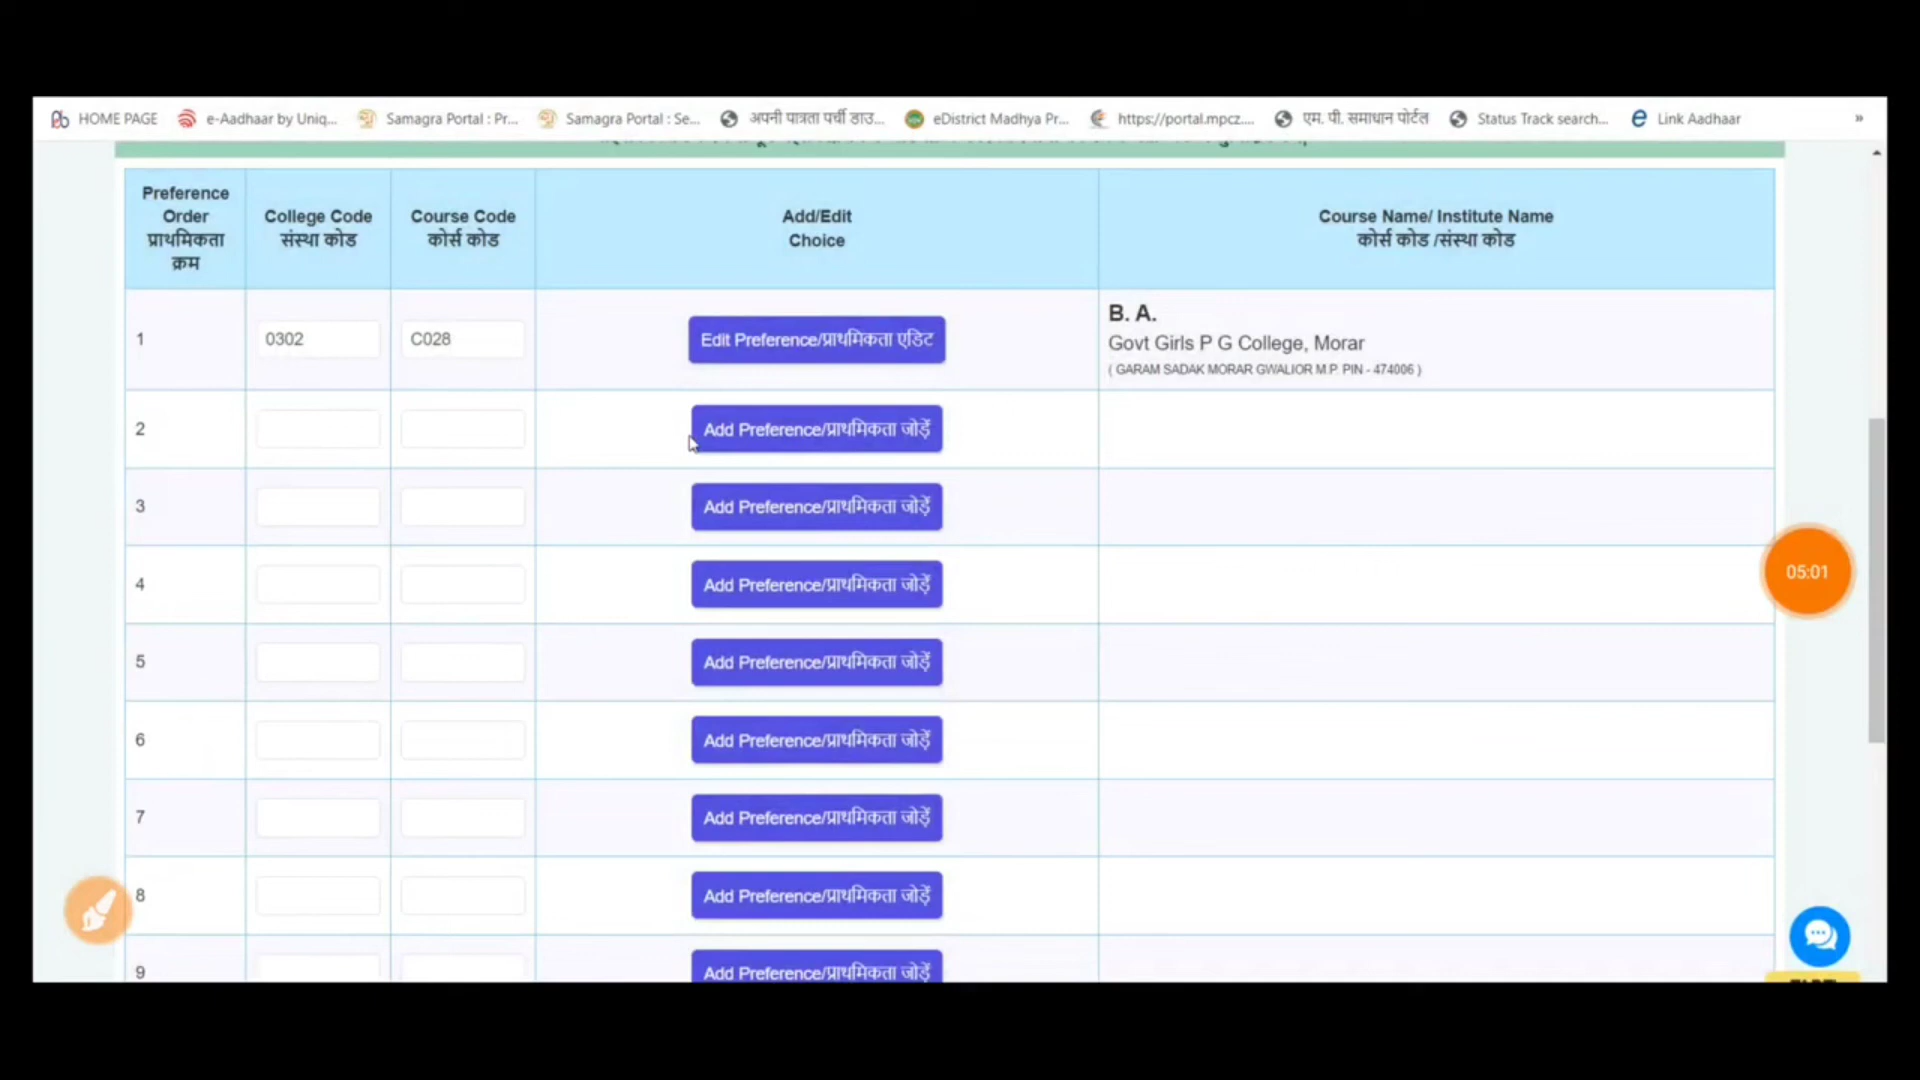 HOME PAGE e-Aadhaar by Uniq... Samagra Portal : Pr... Samagra Portal : Se... अपनी पात्रता पर्ची डाउ... eDistrict Madhya Pr... https://portal.mpcz.... एम. पी. समाधान पोर्टल Status Track search... Link Aadhaar »
Preference
Order
प्राथमिकता
क्रम
College Code
संस्था कोड
Course Code
कोर्स कोड
Add/Edit
Choice
Course Name/ Institute Name
कोर्स कोड /संस्था कोड
1 0302 C028 Edit Preference/प्राथमिकता एडिट
B. A.
Govt Girls P G College, Morar
( GARAM SADAK MORAR GWALIOR M.P. PIN - 474006 )
2 Add Preference/प्राथमिकता जोड़ें
3 Add Preference/प्राथमिकता जोड़ें
4 Add Preference/प्राथमिकता जोड़ें
05:01
5 Add Preference/प्राथमिकता जोड़ें
6 Add Preference/प्राथमिकता जोड़ें
7 Add Preference/प्राथमिकता जोड़ें
8 Add Preference/प्राथमिकता जोड़ें
9 Add Preference/प्राथमिकता जोड़ें